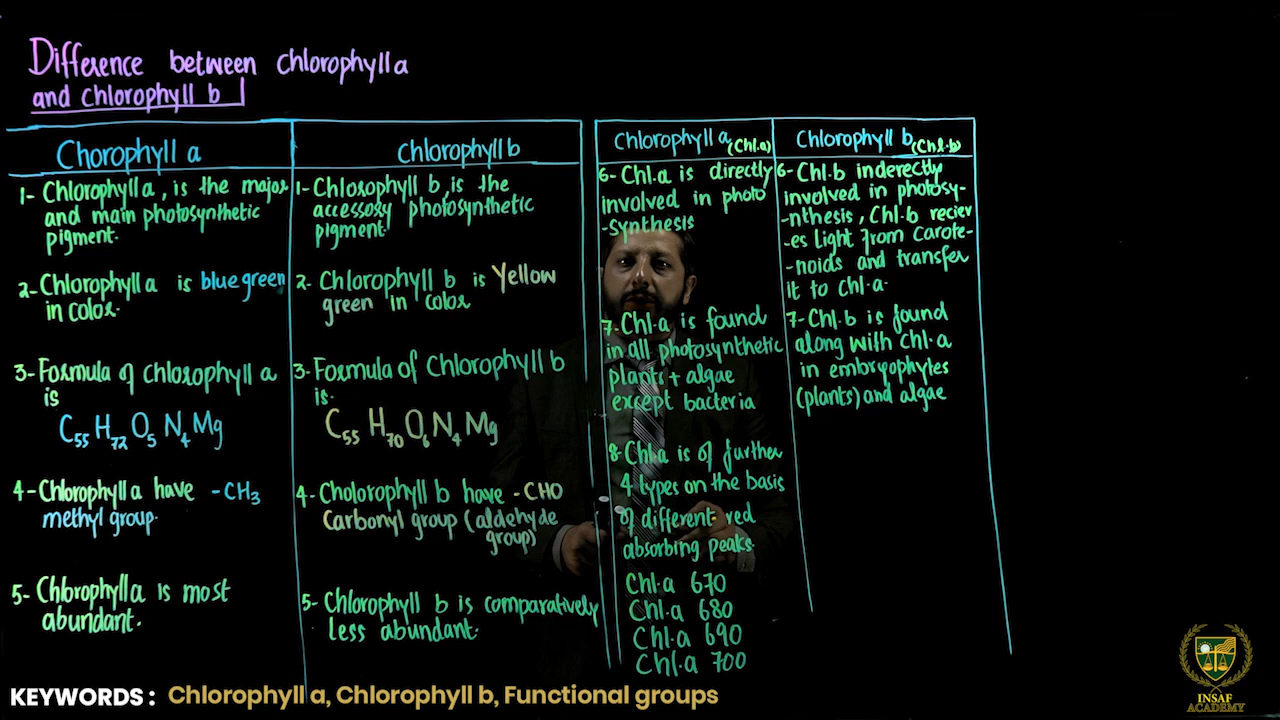 Difference between chlorophyll a
and chlorophyll b
Chorophyll a
1- Chlorophyll a, is the major
and main photosynthetic
pigment.
2- Chlorophyll a is blue green
in color.
3- Formula of chlorophyll a
is
C55 H72 O5 N4 Mg
4- Chlorophyll a have -CH3
methyl group.
5- Chlorophyll a is most
abundant.
Chlorophyll b
1- Chlorophyll b, is the
accessory photosynthetic
pigment.
2- Chlorophyll b is Yellow
green in color
3- Formula of Chlorophyll b
is.
C55 H70 O6 N4 Mg
4- Cholorophyll b have -CHO
Carbonyl group (aldehyde
group)
5- Chlorophyll b is comparatively
less abundant.
Chlorophyll a (Chl.a)
6- Chl.a is directly
involved in photo
-synthesis
7- Chl.a is found
in all photosynthetic
plants + algae
except bacteria
8- Chl.a is of further
4 types on the basis
of different red
absorbing peaks.
Chl.a 670
Chl.a 680
Chl.a 690
Chl.a 700
Chlorophyll b (Chl.b)
6- Chl.b inderectly
involved in photosy-
-nthesis, Chl.b reciev
-es Light from Carote-
-noids and transfer
it to chl.a.
7- Chl.b is found
along with Chl.a
in embryophytes
(plants) and algae
KEYWORDS : Chlorophyll a, Chlorophyll b, Functional groups
INSAF
ACADEMY